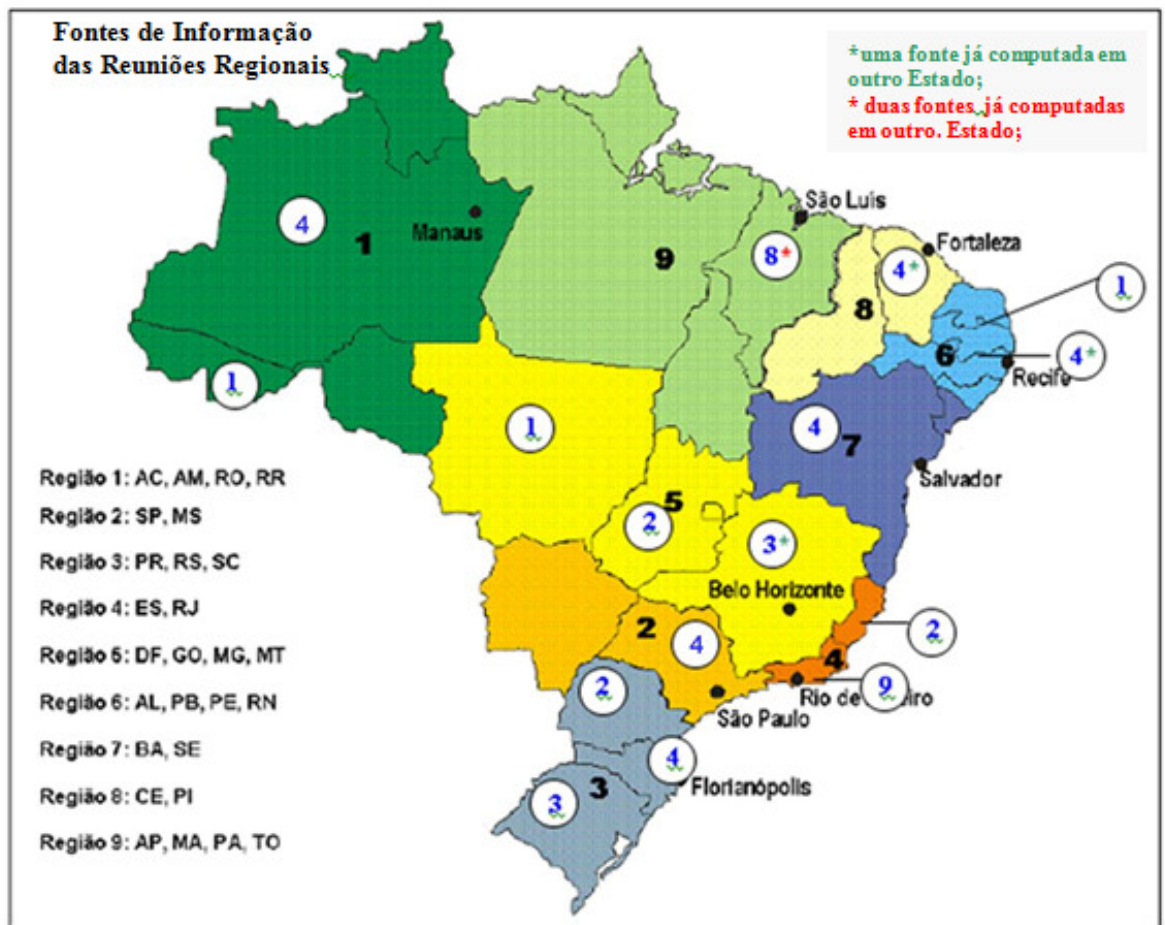 Fontes de Informação
das Reuniões Regionais
*uma fonte já computada em
outro Estado;
* duas fontes, já computadas
em outro. Estado;
4
1
Manaus
9
São Luís
8*
Fortaleza
4*
8
1
6
4*
Recife
1
1
4
7
Salvador
5
2
3*
Belo Horizonte
2
4
2
4
9
Rio de eiro
São Paulo
2
4
Florianópolis
3
3
Região 1: AC, AM, RO, RR
Região 2: SP, MS
Região 3: PR, RS, SC
Região 4: ES, RJ
Região 5: DF, GO, MG, MT
Região 6: AL, PB, PE, RN
Região 7: BA, SE
Região 8: CE, PI
Região 9: AP, MA, PA, TO